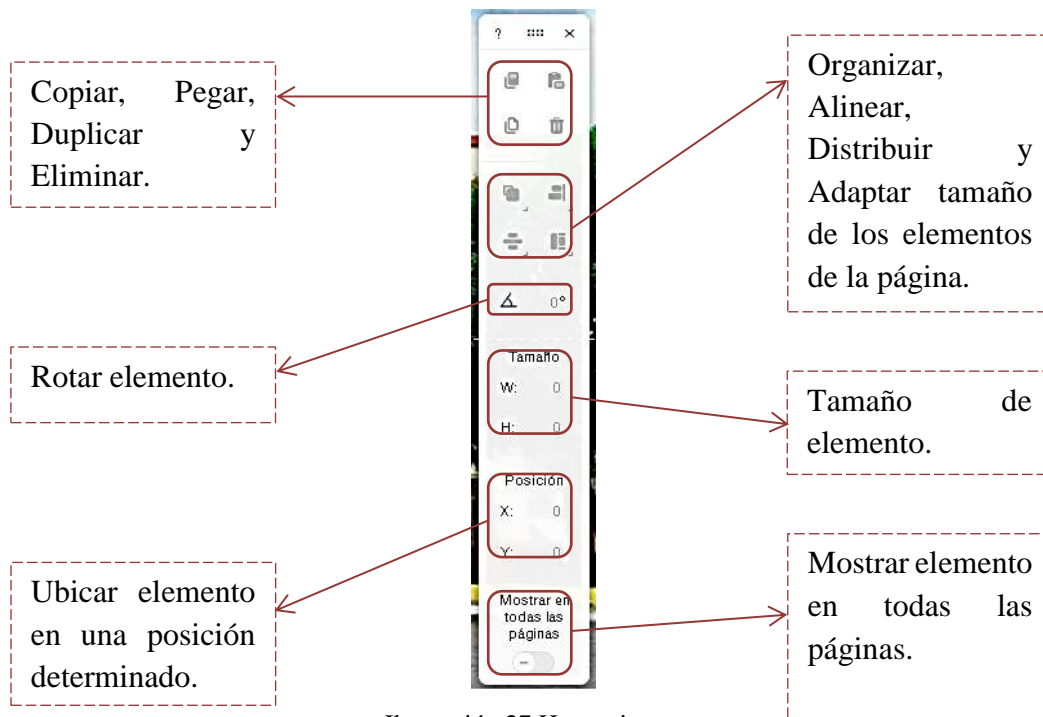 ? ×
Copiar, Pegar,
Duplicar y
Eliminar.
Organizar,
Alinear,
Distribuir y
Adaptar tamaño
de los elementos
de la página.
0°
Rotar elemento.
Tamaño
W: 0
H: 0
Tamaño de
elemento.
Posición
X: 0
Y: 0
Ubicar elemento
en una posición
determinado.
Mostrar en
todas las
páginas
Mostrar elemento
en todas las
páginas.